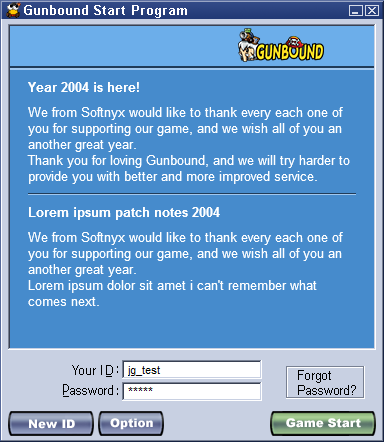 Gunbound Start Program
GUNBOUND
Year 2004 is here!
We from Softnyx would like to thank every each one of
you for supporting our game, and we wish all of you an
another great year.
Thank you for loving Gunbound, and we will try harder to
provide you with better and more improved service.
Lorem ipsum patch notes 2004
We from Softnyx would like to thank every each one of
you for supporting our game, and we wish all of you an
another great year.
Lorem ipsum dolor sit amet i can't remember what
comes next.
Your ID: jg_test
Password: *****
Forgot
Password?
New ID Option Game Start